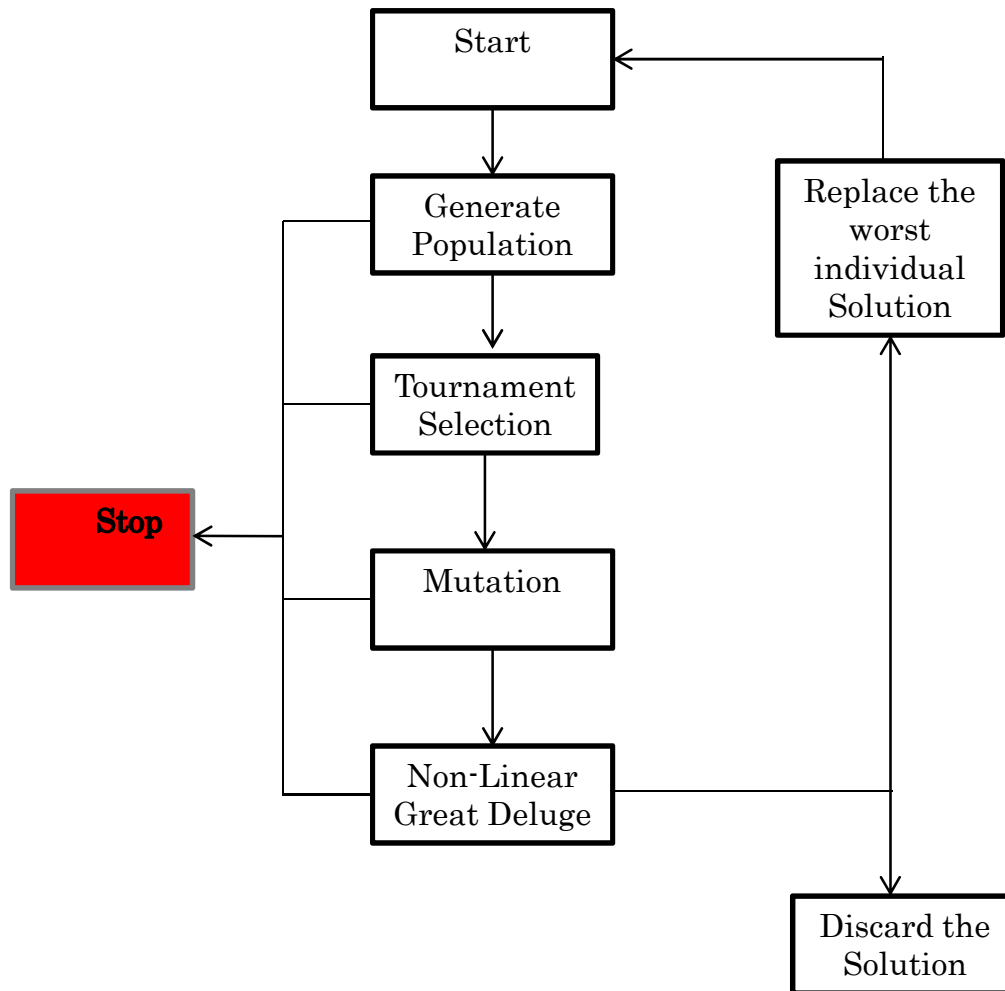 Start
Generate
Population
Replace the
worst
individual
Solution
Tournament
Selection
Stop
Mutation
Non-Linear
Great Deluge
Discard the
Solution